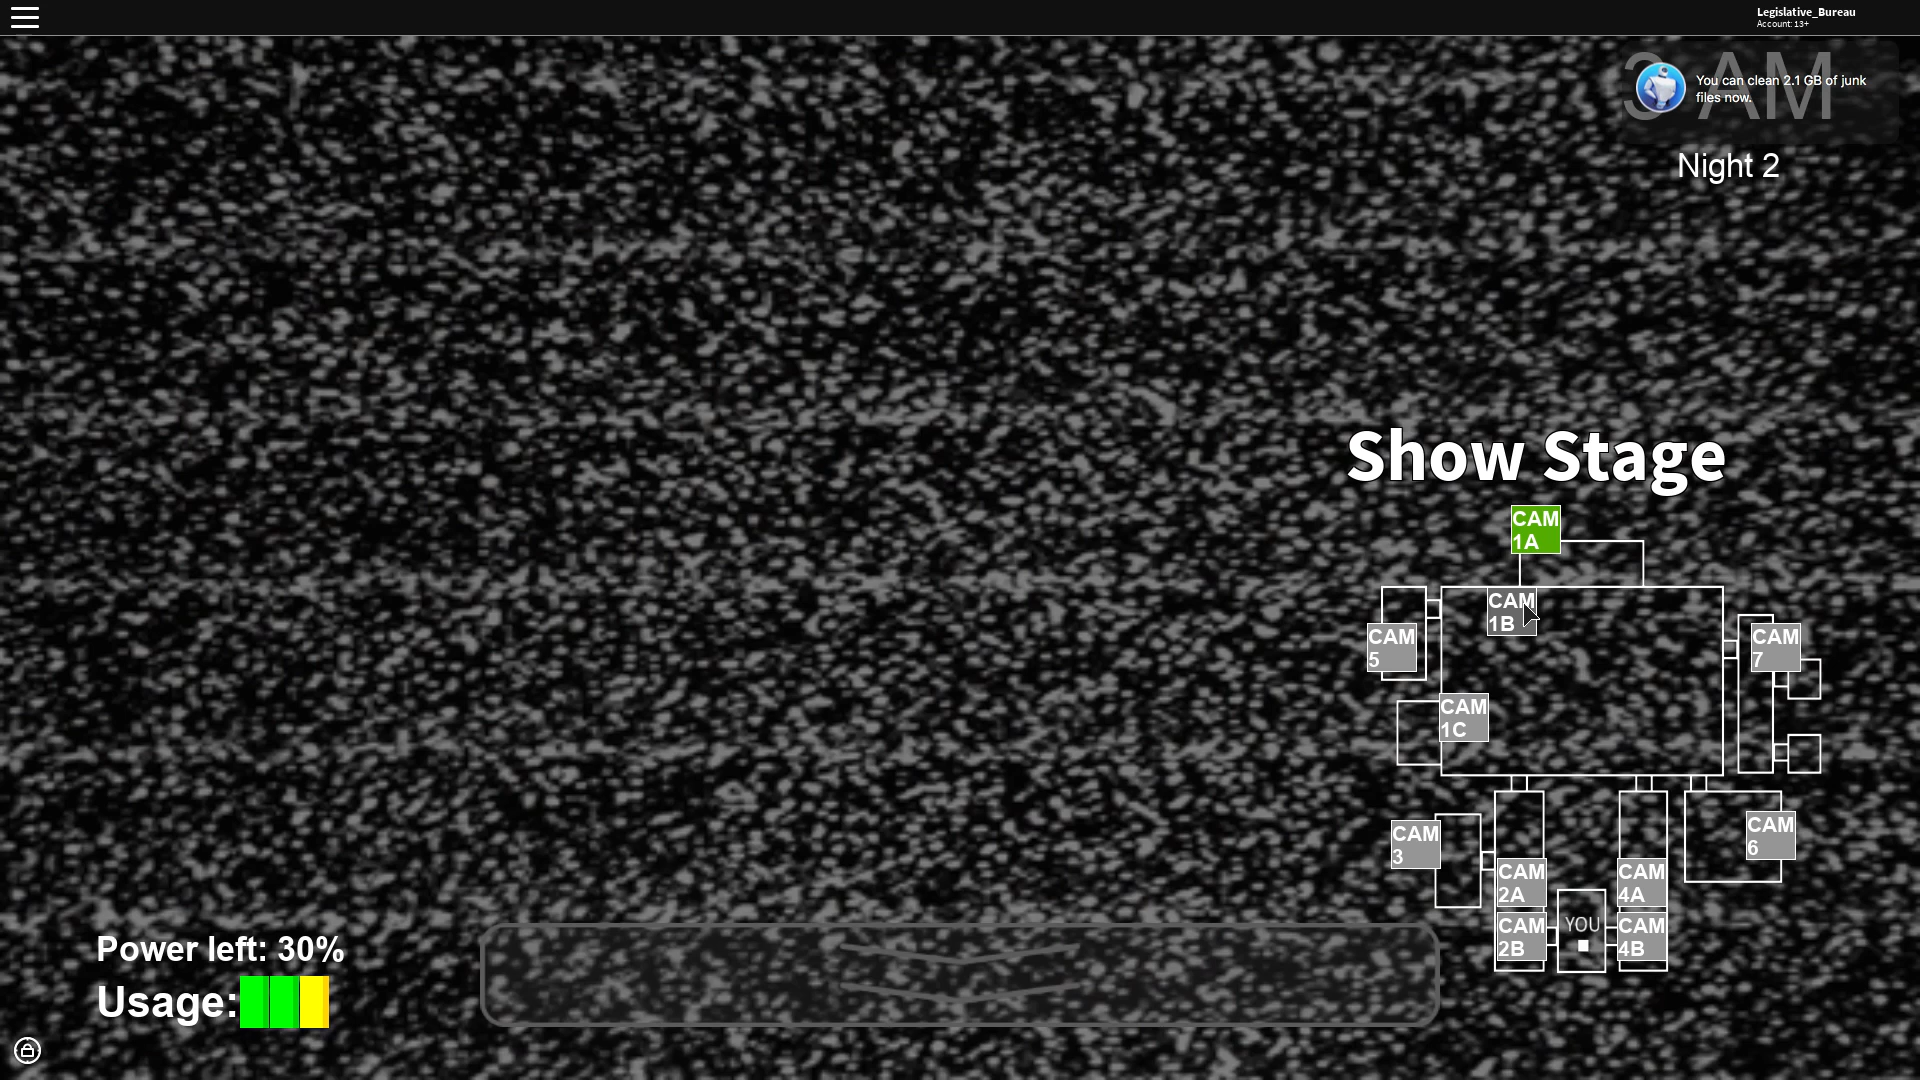 Legislative_Bureau
Account: 13+
3 AM
You can clean 2.1 GB of junk
files now.
Night 2
Show Stage
CAM
1A
CAM
1B
CAM
5
CAM
7
CAM
1C
CAM
3
CAM
6
CAM
2A
CAM
4A
CAM
2B
YOU
CAM
4B
Power left: 30%
Usage: